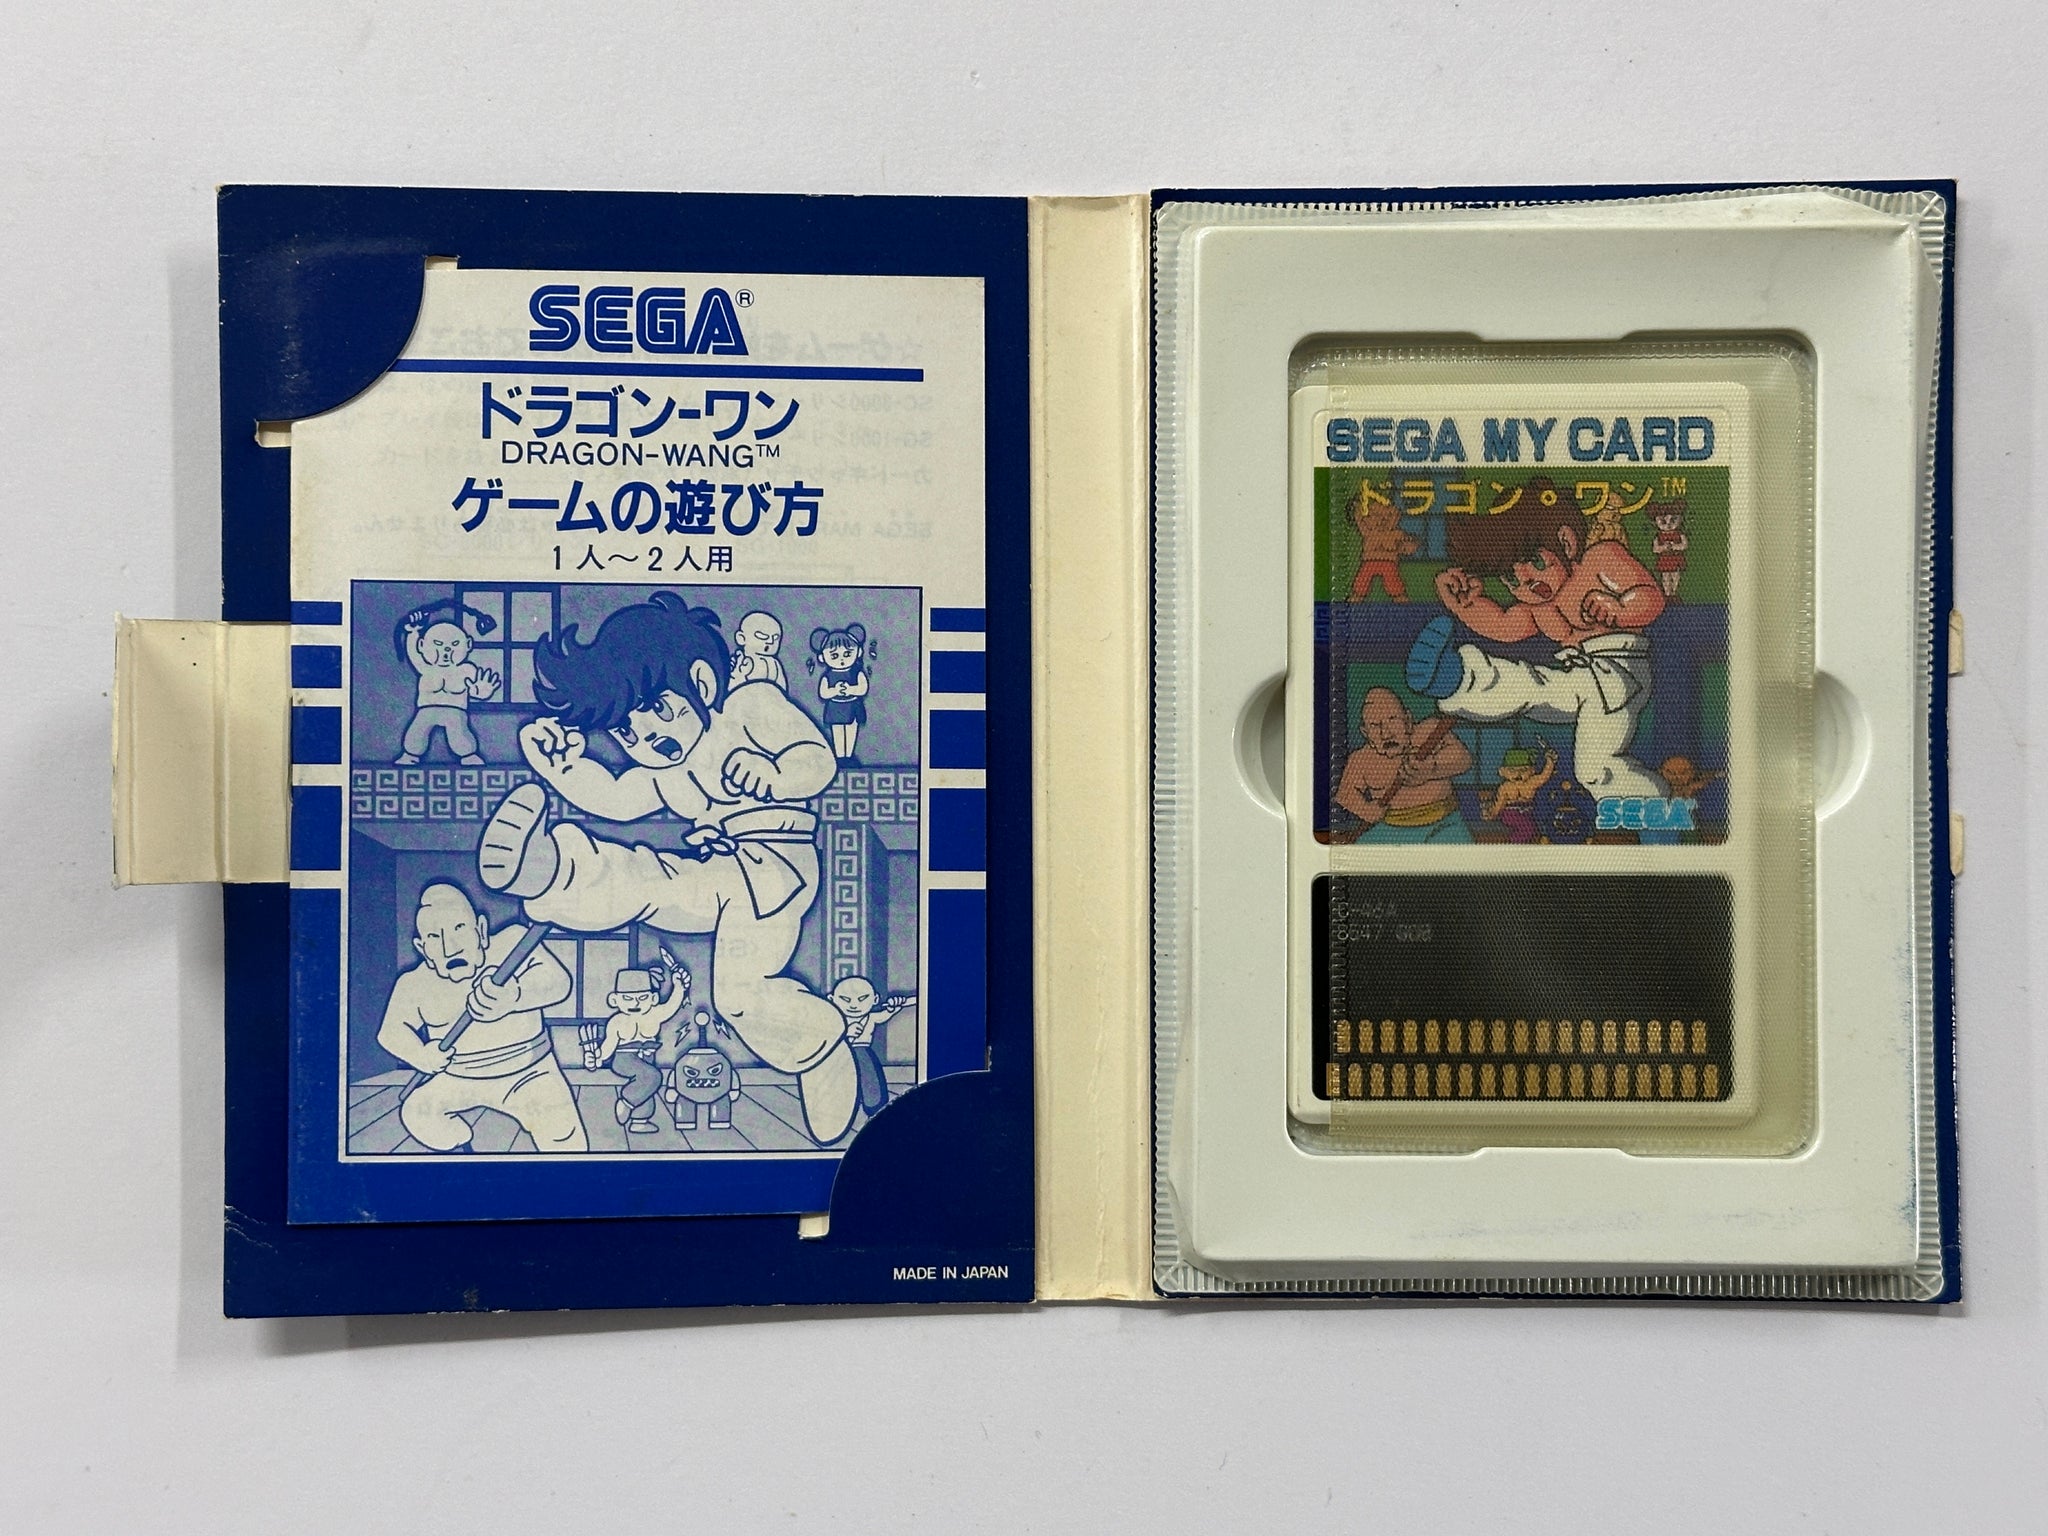 SEGA®
ドラゴン-ワン
DRAGON-WANG™
ゲームの遊び方
1人～2人用
MADE IN JAPAN
SEGA MY CARD
ドラゴン・ワン™
SEGA